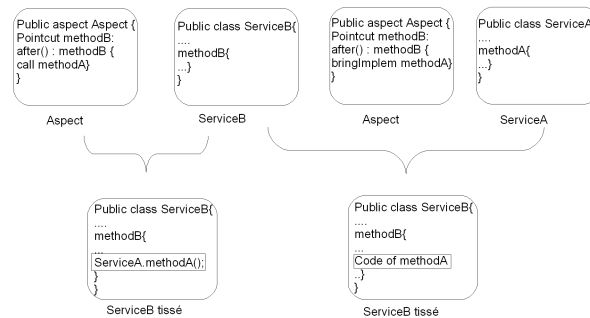 Public aspect Aspect {
Pointcut methodB:
after() : methodB {
call methodA}
}
Aspect
Public class ServiceB{
....
methodB{
...}
}
ServiceB
Public aspect Aspect {
Pointcut methodB:
after() : methodB {
bringImplem methodA}
}
Aspect
Public class ServiceA
....
methodA{
...}
}
ServiceA
Public class ServiceB{
....
methodB{
...
ServiceA.methodA();
}
}
ServiceB tissé
Public class ServiceB{
....
methodB{
...
Code of methodA
..}
}
ServiceB tissé